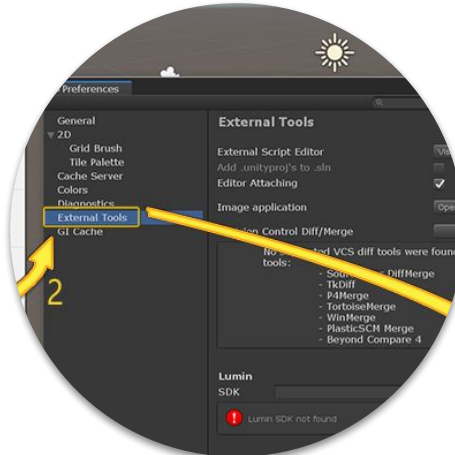 Preferences
General
2D
Grid Brush
Tile Palette
Cache Server
Colors
Diagnostics
External Tools
GI Cache
2
External Tools
External Script Editor
Add .unityproj's to .sln
Editor Attaching
Image application
Control Diff/Merge
VCS diff tools were found
tools:
DiffMerge
- TkDiff
- P4Merge
- TortoiseMerge
- WinMerge
- PlasticSCM Merge
- Beyond Compare 4
Lumin
SDK
Lumin SDK not found